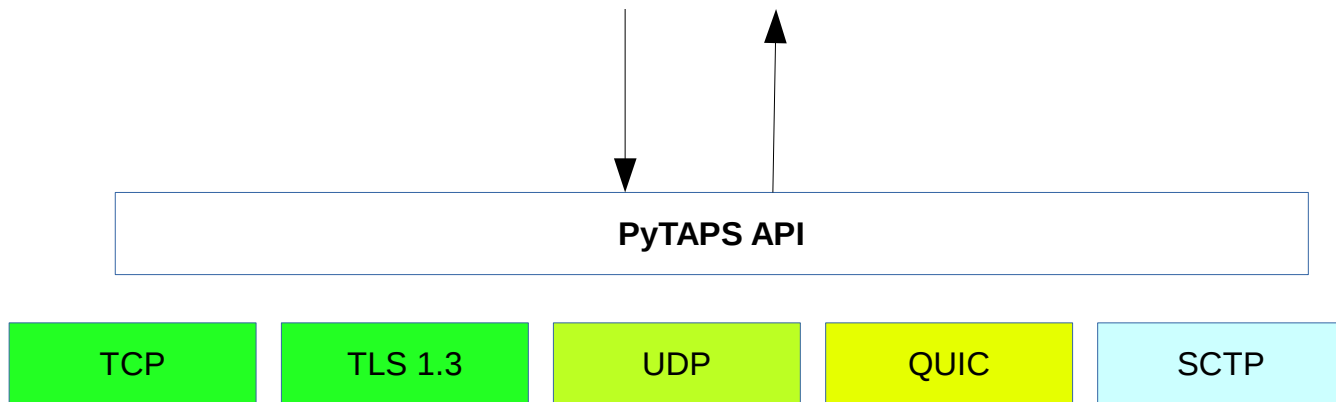 PyTAPS API
TCP
TLS 1.3
UDP
QUIC
SCTP